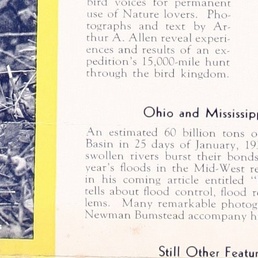 bird voices for permanent
use of Nature lovers. Pho-
tographs and text by Ar-
thur A. Allen reveal experi-
ences and results of an ex-
pedition's 15,000-mile hunt
through the bird kingdom.
Ohio and Mississipp
An estimated 60 billion tons o
Basin in 25 days of January, 193
swollen rivers burst their bonds
year's floods in the Mid-West re
in his coming article entitled "
tells about flood control, flood r
lems. Many remarkable photog
Newman Bumstead accompany h
Still Other Featur